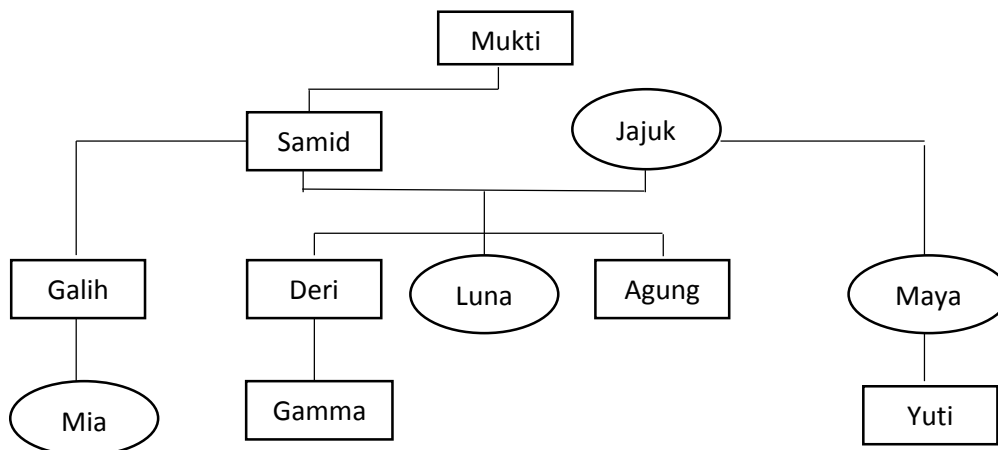 Mukti
Samid
Jajuk
Galih
Deri
Luna
Agung
Maya
Mia
Gamma
Yuti